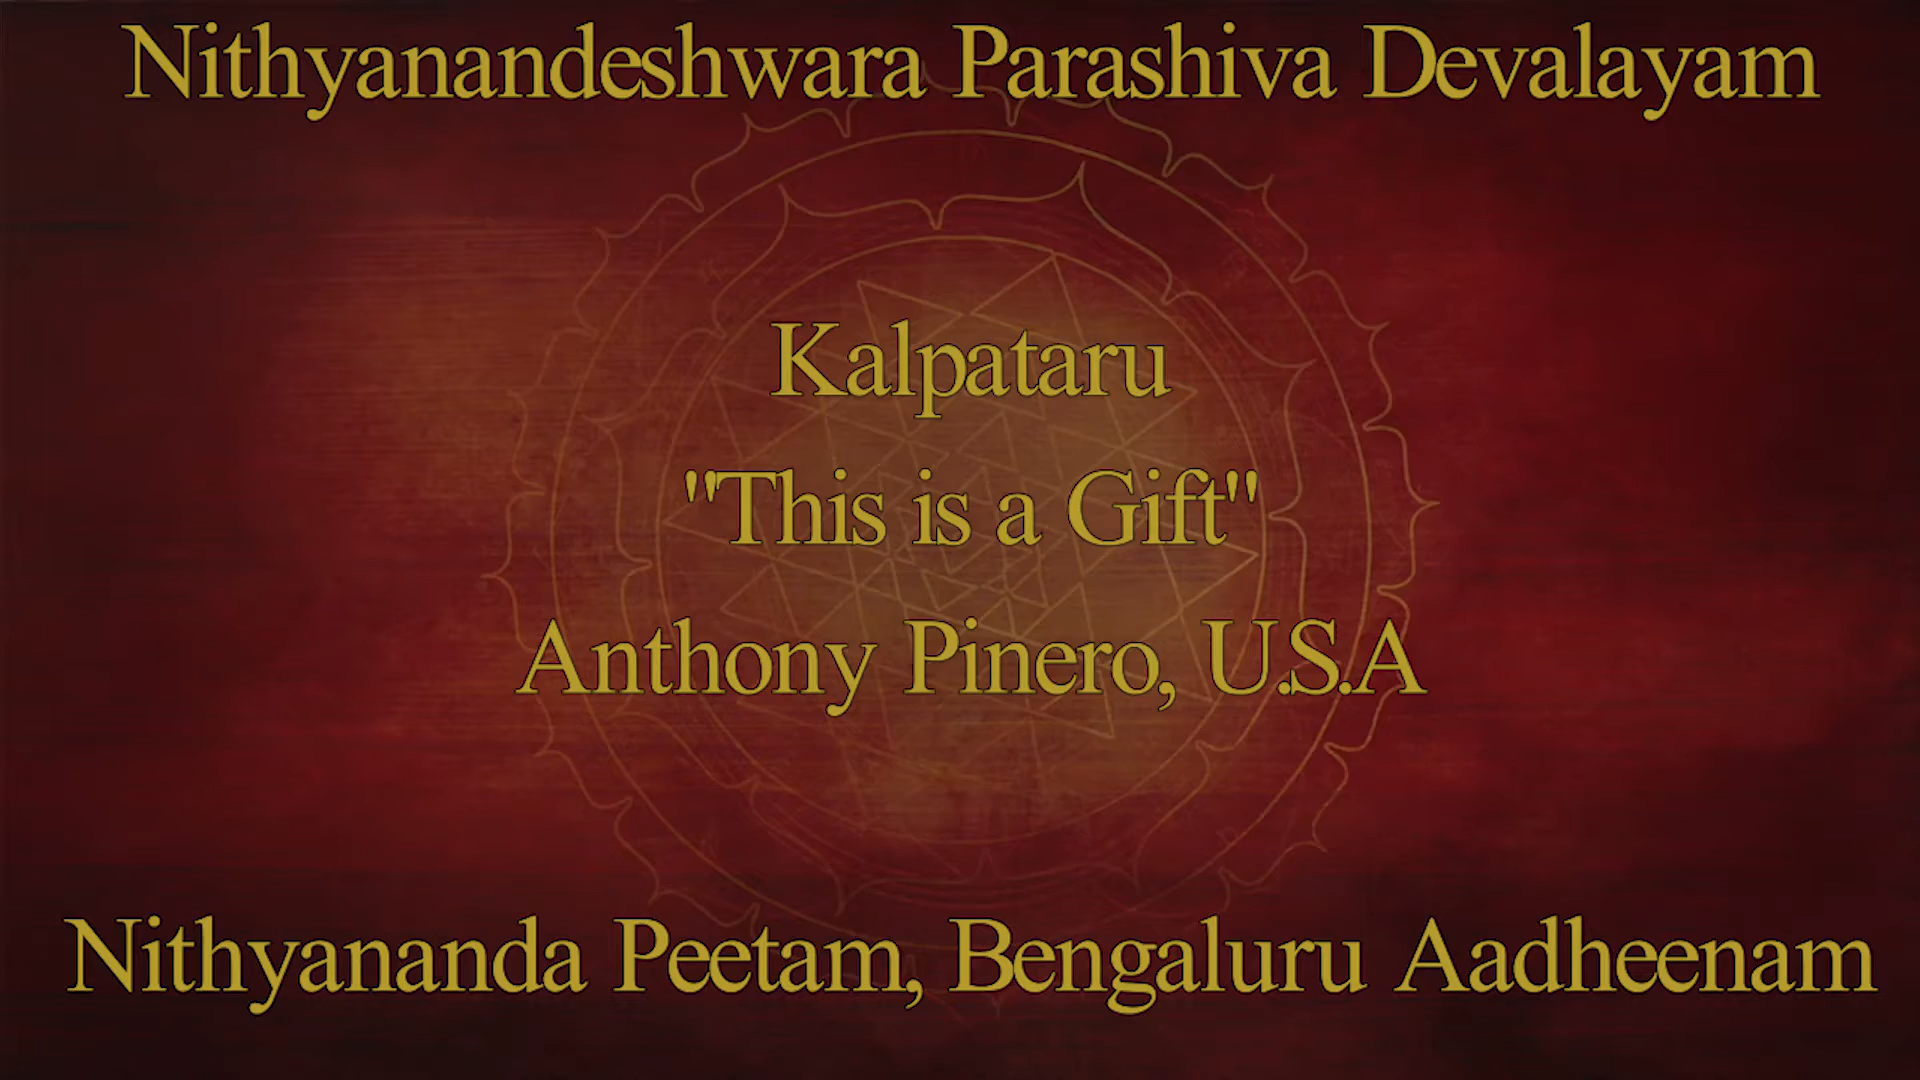 Nithyanandeshwara Parashiva Devalayam
Kalpataru
"This is a Gift"
Anthony Pinero, U.S.A
Nithyananda Peetam, Bengaluru Aadheenam